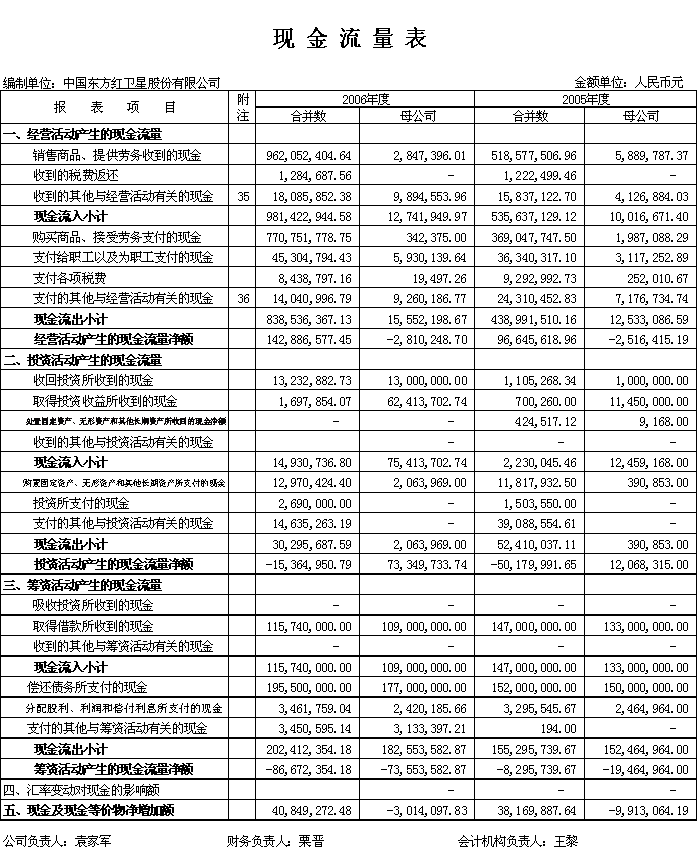 现 金 流 量 表
编制单位：中国东方红卫星股份有限公司 金额单位：人民币元
报 表 项 目 附注 2006年度 2005年度
合并数 母公司 合并数 母公司
一、经营活动产生的现金流量
销售商品、提供劳务收到的现金 962,052,404.64 2,847,396.01 518,577,506.96 5,889,787.37
收到的税费返还 1,284,687.56 － 1,222,499.46 －
收到的其他与经营活动有关的现金 35 18,085,852.38 9,894,553.96 15,837,122.70 4,126,884.03
现金流入小计 981,422,944.58 12,741,949.97 535,637,129.12 10,016,671.40
购买商品、接受劳务支付的现金 770,751,778.75 342,375.00 369,047,747.50 1,987,088.29
支付给职工以及为职工支付的现金 45,304,794.43 5,930,139.64 36,340,317.10 3,117,252.89
支付各项税费 8,438,797.16 19,497.26 9,292,992.73 252,010.67
支付的其他与经营活动有关的现金 36 14,040,996.79 9,260,186.77 24,310,452.83 7,176,734.74
现金流出小计 838,536,367.13 15,552,198.67 438,991,510.16 12,533,086.59
经营活动产生的现金流量净额 142,886,577.45 -2,810,248.70 96,645,618.96 -2,516,415.19
二、投资活动产生的现金流量
收回投资所收到的现金 13,232,882.73 13,000,000.00 1,105,268.34 1,000,000.00
取得投资收益所收到的现金 1,697,854.07 62,413,702.74 700,260.00 11,450,000.00
处置固定资产、无形资产和其他长期资产所收到的现金净额 － － 424,517.12 9,168.00
收到的其他与投资活动有关的现金 － － －
现金流入小计 14,930,736.80 75,413,702.74 2,230,045.46 12,459,168.00
购置固定资产、无形资产和其他长期资产所支付的现金 12,970,424.40 2,063,969.00 11,817,932.50 390,853.00
投资所支付的现金 2,690,000.00 － 1,503,550.00 －
支付的其他与投资活动有关的现金 14,635,263.19 － 39,088,554.61 －
现金流出小计 30,295,687.59 2,063,969.00 52,410,037.11 390,853.00
投资活动产生的现金流量净额 -15,364,950.79 73,349,733.74 -50,179,991.65 12,068,315.00
三、筹资活动产生的现金流量
吸收投资所收到的现金 － － － －
取得借款所收到的现金 115,740,000.00 109,000,000.00 147,000,000.00 133,000,000.00
收到的其他与筹资活动有关的现金 － － － －
现金流入小计 115,740,000.00 109,000,000.00 147,000,000.00 133,000,000.00
偿还债务所支付的现金 195,500,000.00 177,000,000.00 152,000,000.00 150,000,000.00
分配股利、利润和偿付利息所支付的现金 3,461,759.04 2,420,185.66 3,295,545.67 2,464,964.00
支付的其他与筹资活动有关的现金 3,450,595.14 3,133,397.21 194.00 －
现金流出小计 202,412,354.18 182,553,582.87 155,295,739.67 152,464,964.00
筹资活动产生的现金流量净额 -86,672,354.18 -73,553,582.87 -8,295,739.67 -19,464,964.00
四、汇率变动对现金的影响额 － － －
五、现金及现金等价物净增加额 40,849,272.48 -3,014,097.83 38,169,887.64 -9,913,064.19
公司负责人：袁家军 财务负责人：栗晋 会计机构负责人：王黎